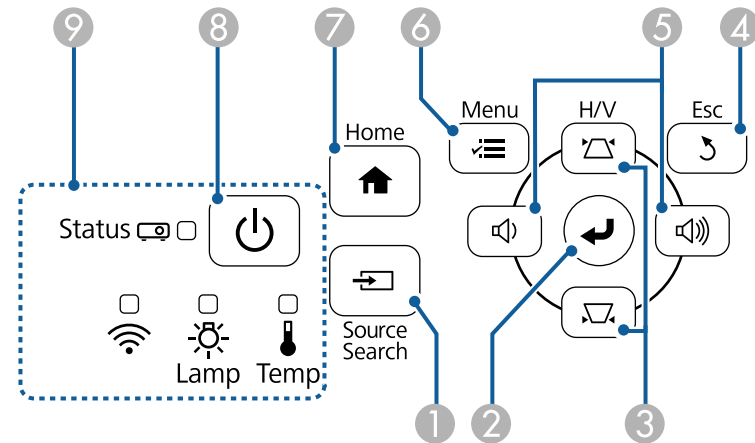 9 8 7 6 5 4
Menu H/V Esc
Home
Status
Source
Search
Lamp Temp
1 2 3